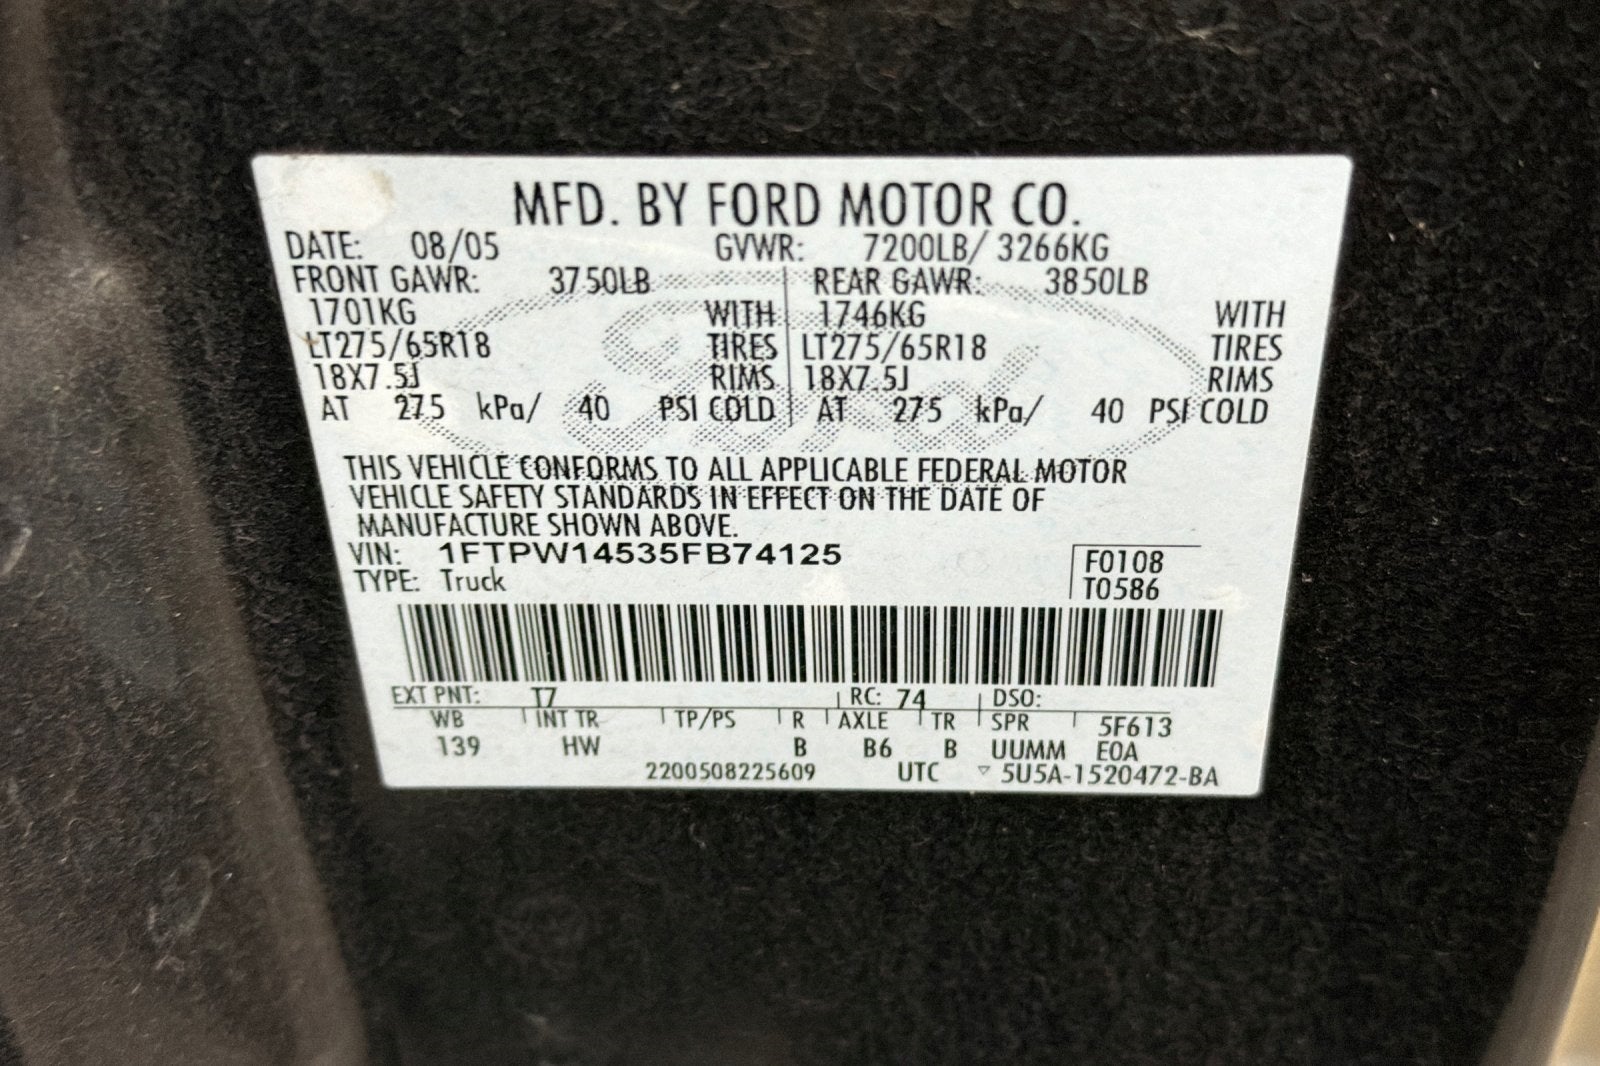 MFD. BY FORD MOTOR CO.
DATE: 08/05 GVWR: 7200LB/ 3266KG
FRONT GAWR: 3750LB REAR GAWR: 3850LB
1701KG WITH 1746KG WITH
LT275/65R18 TIRES LT275/65R18 TIRES
18X7.5J RIMS 18X7.5J RIMS
AT 275 kPa/ 40 PSI COLD AT 275 kPa/ 40 PSI COLD
THIS VEHICLE CONFORMS TO ALL APPLICABLE FEDERAL MOTOR
VEHICLE SAFETY STANDARDS IN EFFECT ON THE DATE OF
MANUFACTURE SHOWN ABOVE.
VIN: 1FTPW14535FB74125 F0108
TYPE: Truck T0586
EXT PNT: T7 RC: 74 DSO:
WB INT TR TP/PS R AXLE TR SPR 5F613
139 HW B B6 B UUMM E0A
2200508225609 UTC ▽ 5U5A-1520472-BA
Ford